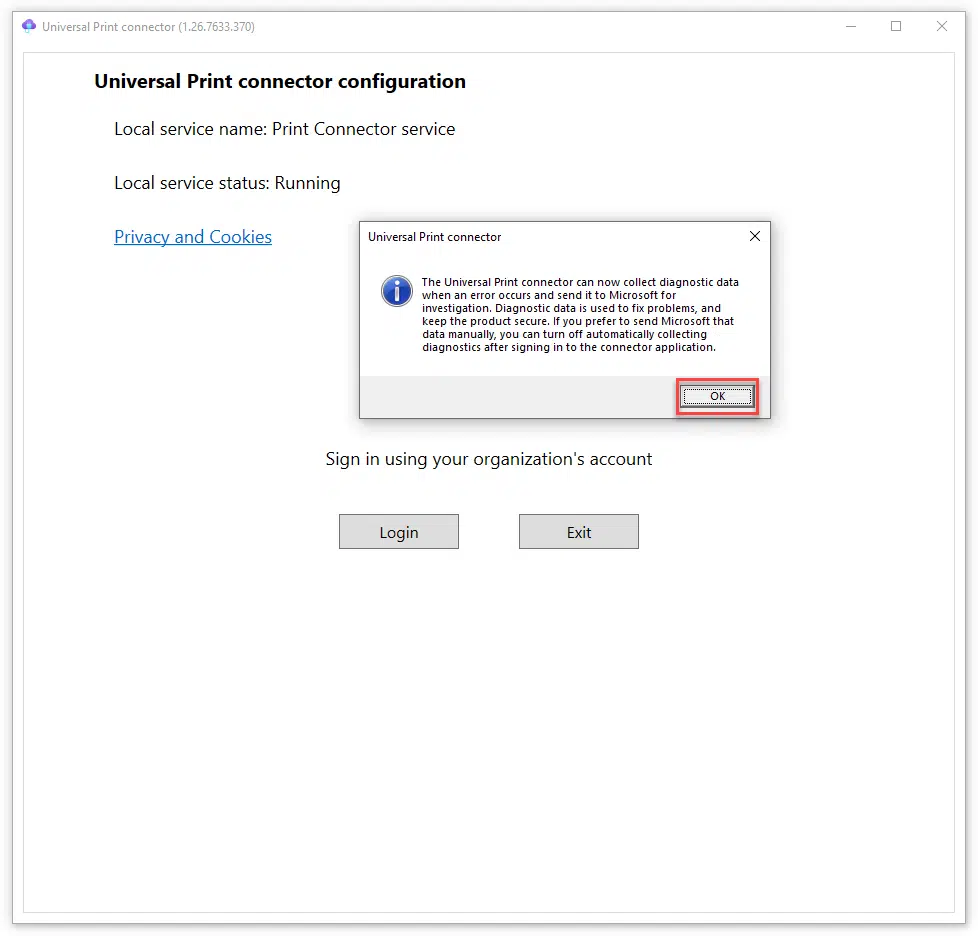 Universal Print connector (1.26.7633.370)
Universal Print connector configuration
Local service name: Print Connector service
Local service status: Running
Privacy and Cookies
Universal Print connector
The Universal Print connector can now collect diagnostic data
when an error occurs and send it to Microsoft for
investigation. Diagnostic data is used to fix problems, and
keep the product secure. If you prefer to send Microsoft that
data manually, you can turn off automatically collecting
diagnostics after signing in to the connector application.
OK
Sign in using your organization's account
Login
Exit